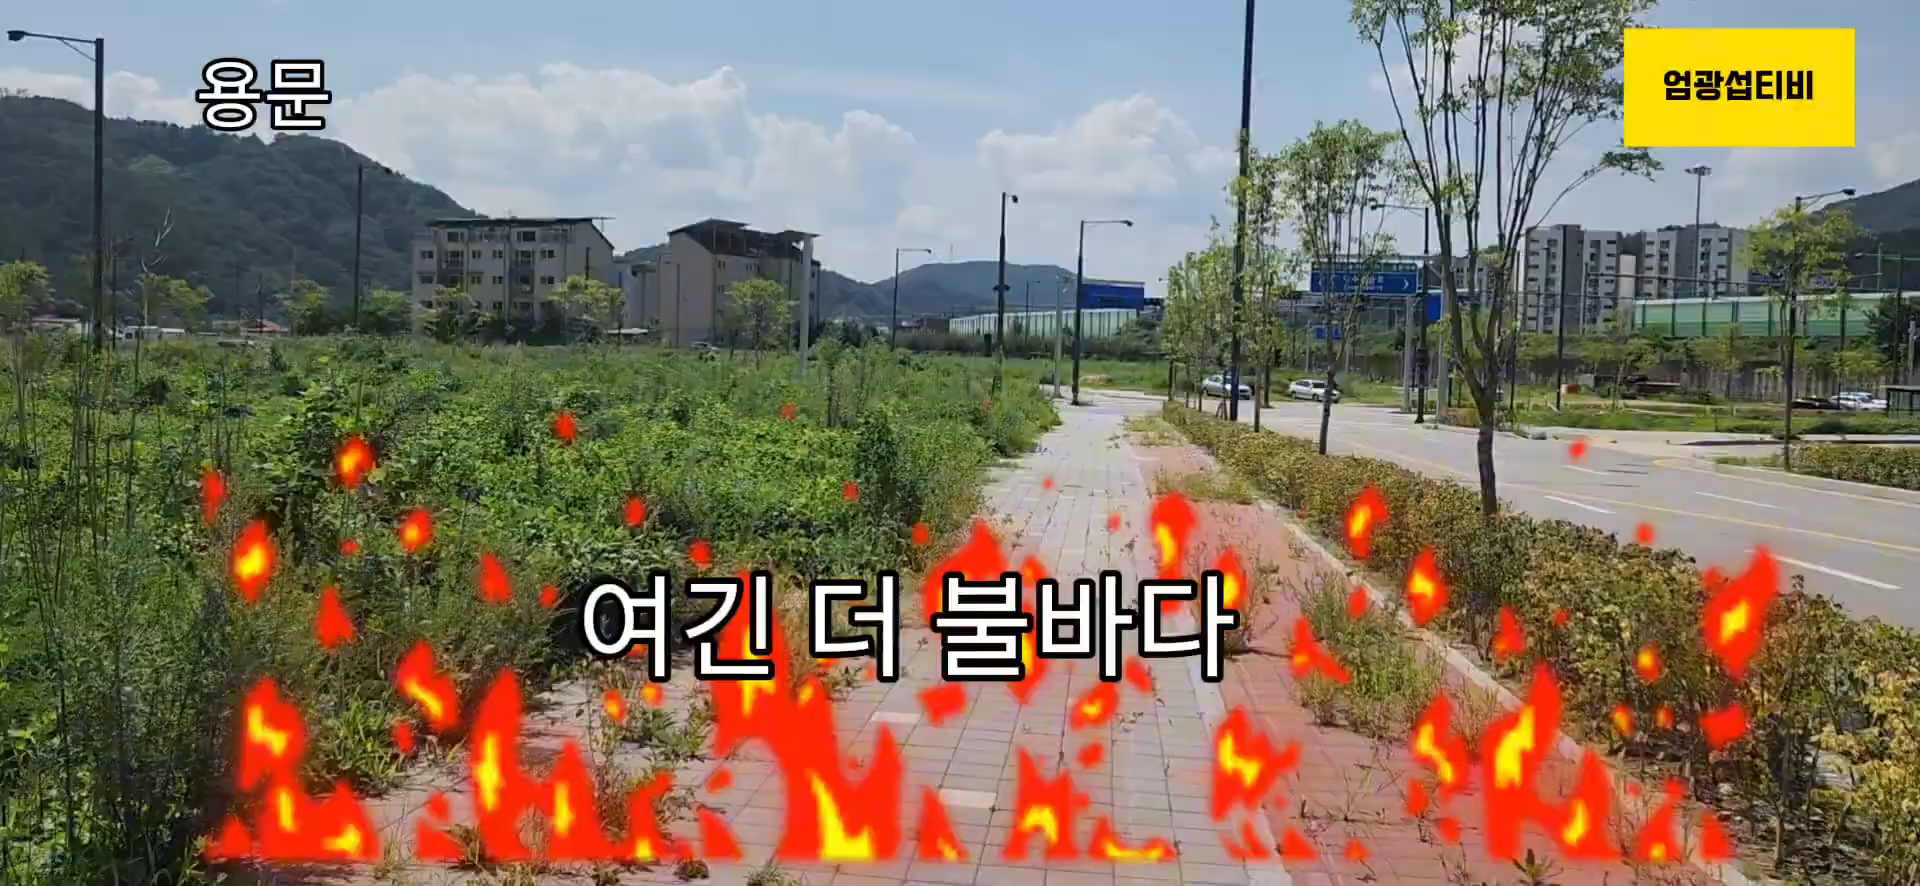 용문
엄광섭티비
여긴 더 불바다